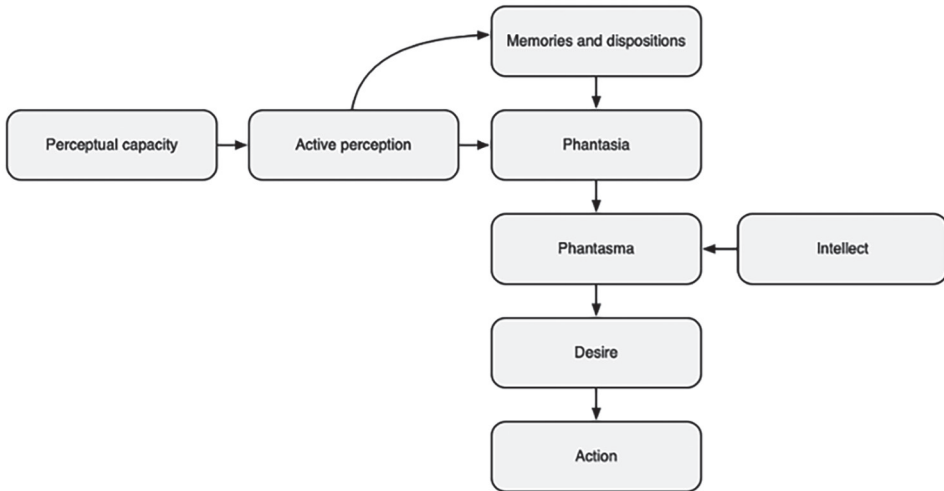 Memories and dispositions
Perceptual capacity
Active perception
Phantasia
Phantasma
Intellect
Desire
Action